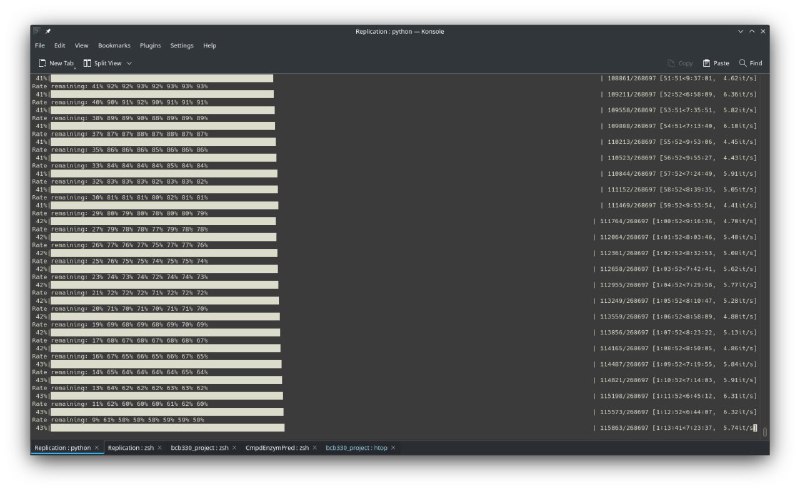 Replication : python — Konsole
File Edit View Bookmarks Plugins Settings Help
New Tab Split View Copy Paste Find
41%| | 108861/268697 [51:51<9:37:01, 4.62it/s]
Rate remaining: 41% 92% 92% 93% 92% 93% 93% 93%
41%| | 109211/268697 [52:52<6:58:09, 6.36it/s]
Rate remaining: 40% 90% 91% 92% 90% 91% 91% 91%
41%| | 109558/268697 [53:51<7:35:51, 5.82it/s]
Rate remaining: 38% 89% 89% 90% 88% 89% 89% 89%
41%| | 109888/268697 [54:51<7:13:40, 6.10it/s]
Rate remaining: 37% 87% 87% 88% 87% 88% 87% 87%
41%| | 110213/268697 [55:52<9:53:06, 4.45it/s]
Rate remaining: 35% 86% 86% 86% 85% 86% 86% 86%
41%| | 110523/268697 [56:52<9:55:27, 4.43it/s]
Rate remaining: 33% 84% 84% 84% 84% 85% 84% 84%
41%| | 110844/268697 [57:52<7:24:49, 5.91it/s]
Rate remaining: 32% 83% 83% 83% 82% 83% 83% 82%
41%| | 111152/268697 [58:52<8:39:35, 5.05it/s]
Rate remaining: 30% 81% 81% 81% 80% 82% 81% 81%
41%| | 111469/268697 [59:52<9:53:54, 4.41it/s]
Rate remaining: 29% 80% 79% 80% 78% 80% 80% 79%
42%| | 111764/268697 [1:00:52<9:16:36, 4.70it/s]
Rate remaining: 27% 79% 78% 78% 77% 79% 78% 78%
42%| | 112064/268697 [1:01:52<8:03:46, 5.40it/s]
Rate remaining: 26% 77% 76% 77% 75% 77% 77% 76%
42%| | 112361/268697 [1:02:52<8:32:53, 5.08it/s]
Rate remaining: 25% 76% 75% 75% 74% 75% 75% 74%
42%| | 112658/268697 [1:03:52<7:42:41, 5.62it/s]
Rate remaining: 23% 74% 73% 74% 72% 74% 74% 73%
42%| | 112955/268697 [1:04:52<7:29:56, 5.77it/s]
Rate remaining: 21% 72% 72% 72% 71% 72% 72% 72%
42%| | 113249/268697 [1:05:52<8:10:47, 5.28it/s]
Rate remaining: 20% 71% 70% 71% 70% 71% 71% 70%
42%| | 113559/268697 [1:06:52<8:58:09, 4.80it/s]
Rate remaining: 19% 69% 68% 69% 68% 69% 70% 69%
42%| | 113856/268697 [1:07:52<8:23:22, 5.13it/s]
Rate remaining: 17% 68% 67% 68% 67% 68% 68% 67%
42%| | 114165/268697 [1:08:52<8:50:05, 4.86it/s]
Rate remaining: 16% 67% 65% 66% 65% 66% 67% 65%
43%| | 114487/268697 [1:09:52<7:19:55, 5.84it/s]
Rate remaining: 14% 65% 64% 64% 64% 64% 65% 64%
43%| | 114821/268697 [1:10:52<7:14:03, 5.91it/s]
Rate remaining: 13% 64% 62% 62% 62% 63% 63% 62%
43%| | 115198/268697 [1:11:52<6:45:12, 6.31it/s]
Rate remaining: 11% 62% 60% 60% 60% 61% 62% 60%
43%| | 115573/268697 [1:12:52<6:44:07, 6.32it/s]
Rate remaining: 9% 61% 58% 58% 58% 59% 59% 58%
43%| | 115863/268697 [1:13:41<7:23:37, 5.74it/s]
Replication : python Replication : zsh bcb330_project : zsh CmpdEnzymPred : zsh bcb330_project : htop